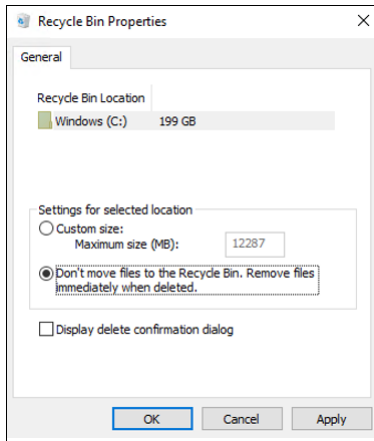 Recycle Bin Properties
General
Recycle Bin Location
Windows (C:) 199 GB
Settings for selected location
Custom size:
Maximum size (MB): 12287
Don't move files to the Recycle Bin. Remove files
immediately when deleted.
Display delete confirmation dialog
OK Cancel Apply